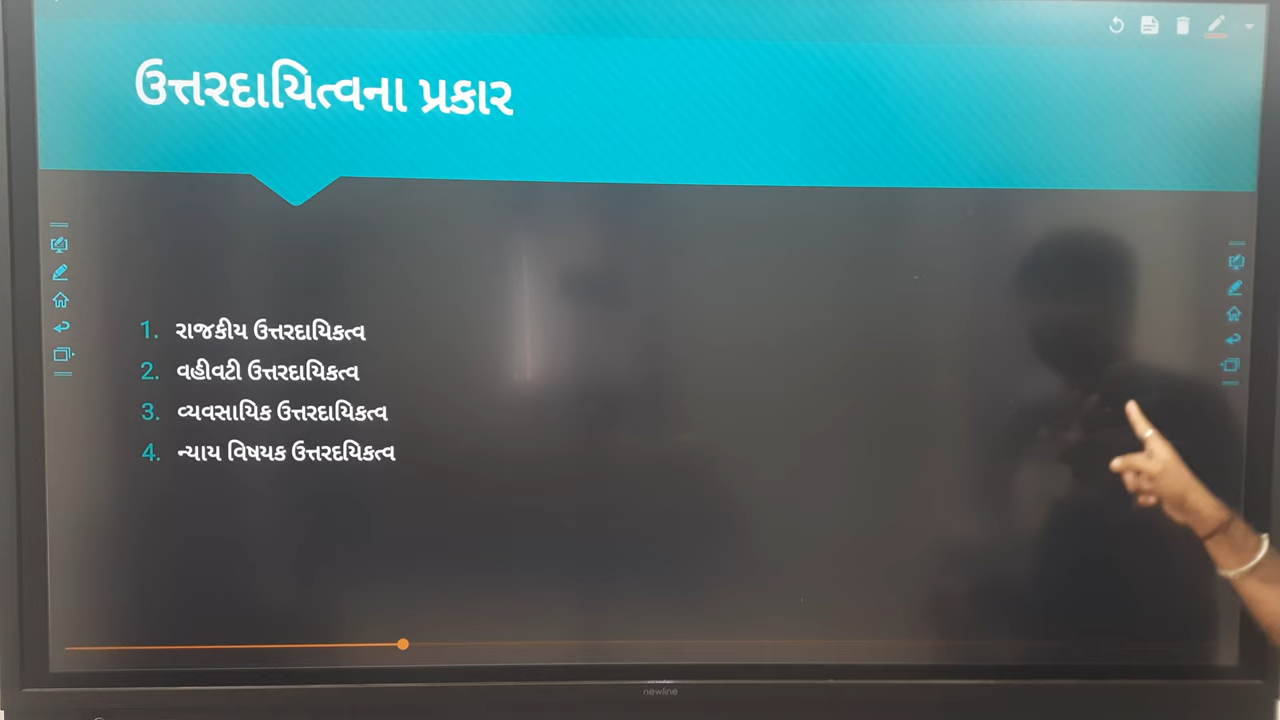 ઉત્તરદાયિત્વના પ્રકાર
1. રાજકીય ઉત્તરદાયિકત્વ
2. વહીવટી ઉત્તરદાયિકત્વ
3. વ્યવસાયિક ઉત્તરદાયિકત્વ
4. ન્યાય વિષયક ઉત્તરદયિકત્વ
newline